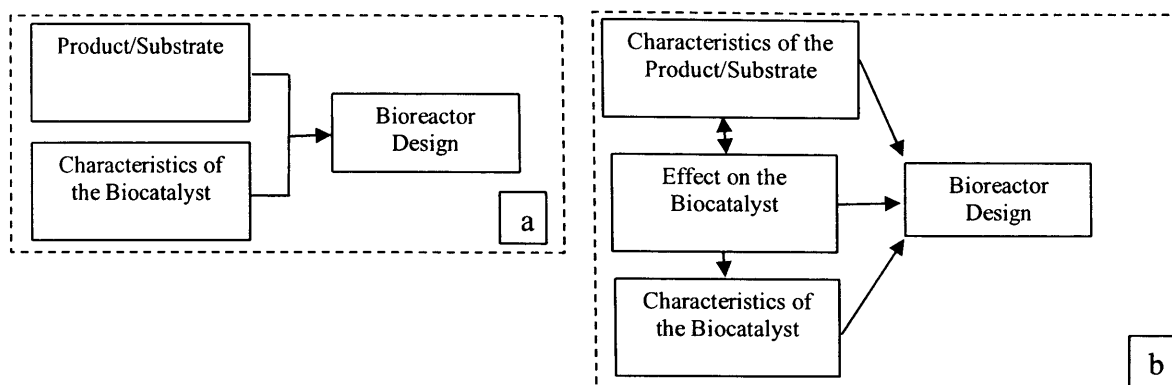 Product/Substrate
Characteristics of
the Biocatalyst
Bioreactor
Design
a
Characteristics of the
Product/Substrate
Effect on the
Biocatalyst
Characteristics of
the Biocatalyst
Bioreactor
Design
b